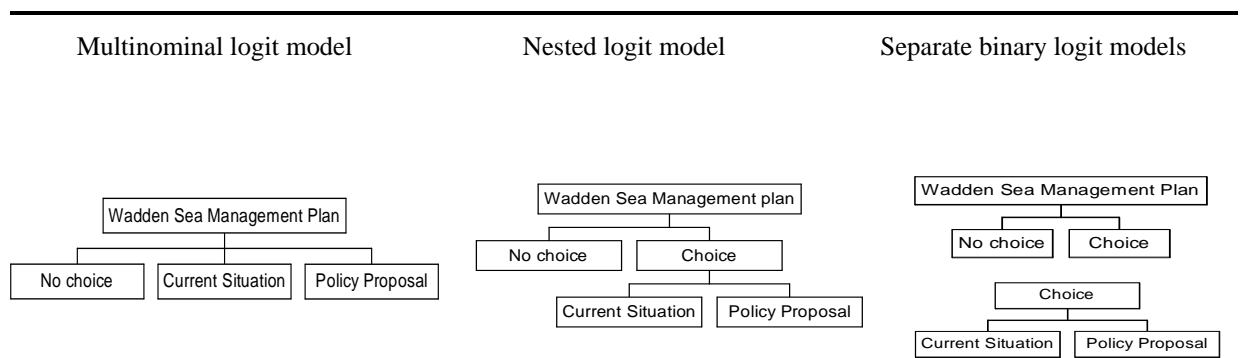 Multinominal logit model
Nested logit model
Separate binary logit models
Wadden Sea Management Plan
No choice
Current Situation
Policy Proposal
Wadden Sea Management plan
No choice
Choice
Current Situation
Policy Proposal
Wadden Sea Management Plan
No choice
Choice
Choice
Current Situation
Policy Proposal